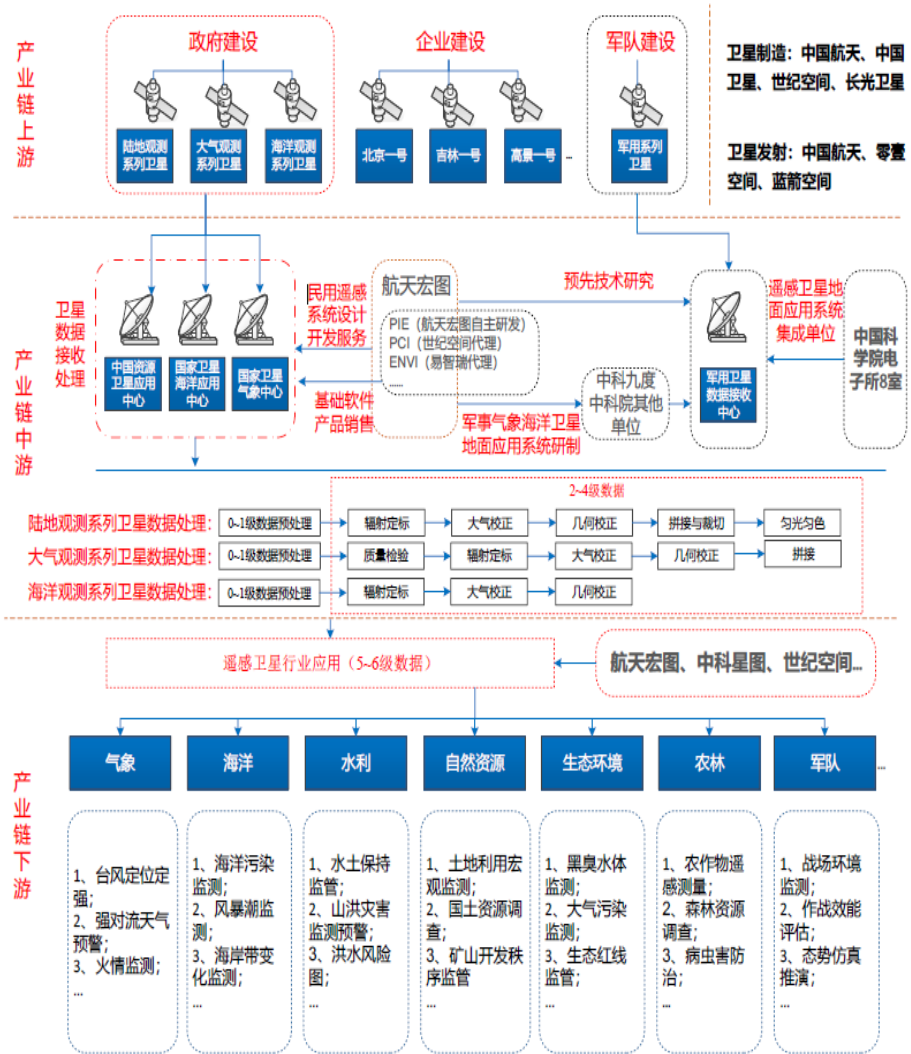 产业链上游
政府建设
企业建设
军队建设
陆地观测
系列卫星
大气观测
系列卫星
海洋观测
系列卫星
北京一号
吉林一号
高景一号
...
军用系列
卫星
卫星制造：中国航天、中国
卫星、世纪空间、长光卫星
卫星发射：中国航天、零壹
空间、蓝箭空间
产业链中游
卫星
数据
接收
处理
中国资源
卫星应用
中心
国家卫星
海洋应用
中心
国家卫星
气象中心
民用遥感
系统设计
开发服务
基础软件
产品销售
航天宏图
PIE（航天宏图自主研发）
PCI（世纪空间代理）
ENVI（易智瑞代理）
......
预先技术研究
军事气象海洋卫星
地面应用系统研制
中科九度
中科院其他
单位
军用卫星
数据接收
中心
遥感卫星地
面应用系统
集成单位
中国科
学院电
子所8室
2~4级数据
陆地观测系列卫星数据处理：
0~1级数据预处理
辐射定标
大气校正
几何校正
拼接与裁切
匀光匀色
大气观测系列卫星数据处理：
0~1级数据预处理
质量检验
辐射定标
大气校正
几何校正
拼接
海洋观测系列卫星数据处理：
0~1级数据预处理
辐射定标
大气校正
几何校正
产业链下游
遥感卫星行业应用（5~6级数据）
航天宏图、中科星图、世纪空间...
气象
海洋
水利
自然资源
生态环境
农林
军队
...
1、台风定位定
强；
2、强对流天气
预警；
3、火情监测；
...
1、海洋污染
监测；
2、风暴潮监
测；
3、海岸带变
化监测；
...
1、水土保持
监管；
2、山洪灾害
监测预警；
3、洪水风险
图；
...
1、土地利用宏
观监测；
2、国土资源调
查；
3、矿山开发秩
序监管
...
1、黑臭水体
监测；
2、大气污染
监测；
3、生态红线
监管；
...
1、农作物遥
感测量；
2、森林资源
调查；
3、病虫害防
治；
...
1、战场环境
监测；
2、作战效能
评估；
3、态势仿真
推演；
...